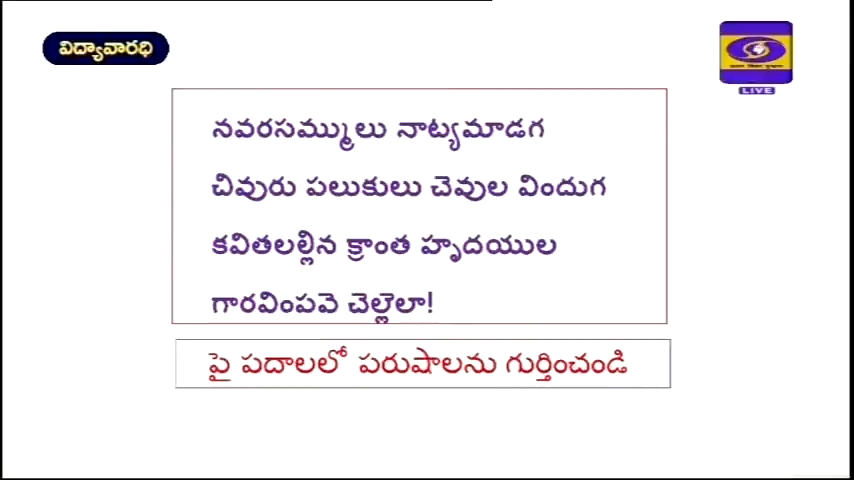 విద్యావారధి
LIVE
నవరసమ్ములు నాట్యమాడగ
చివురు పలుకులు చెవుల విందుగ
కవితలల్లిన క్రాంత హృదయుల
గారవింపవె చెల్లెలా!
పై పదాలలో పరుషాలను గుర్తించండి